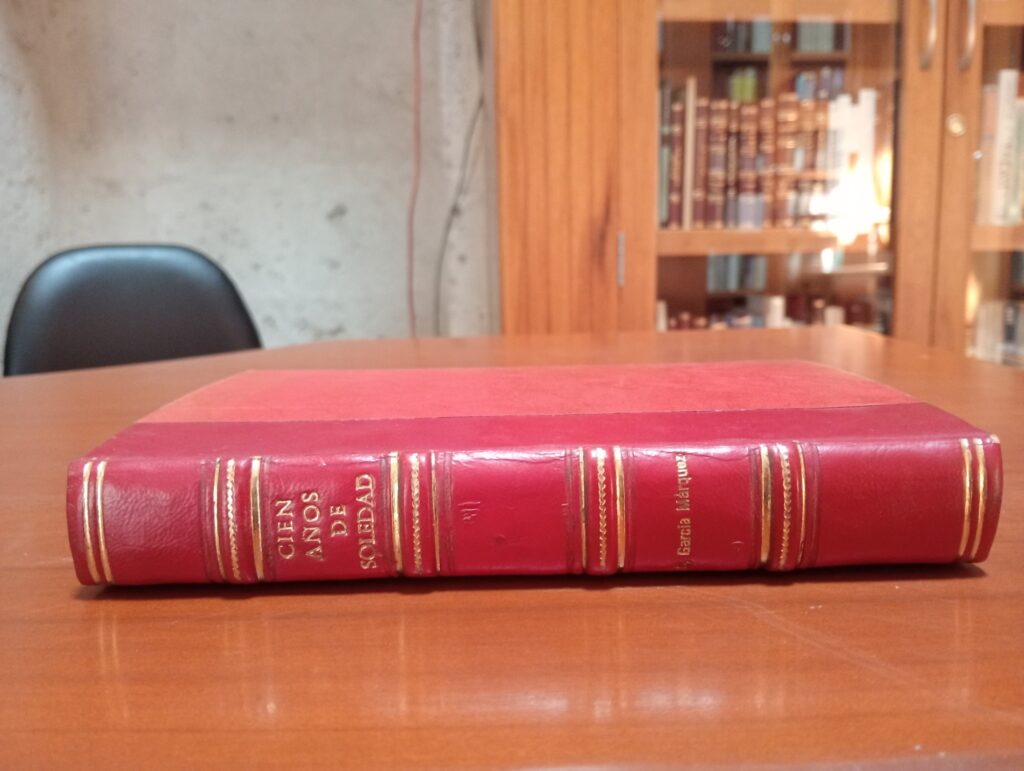 CIEN
AÑOS
DE
SOLEDAD
G. García Márquez